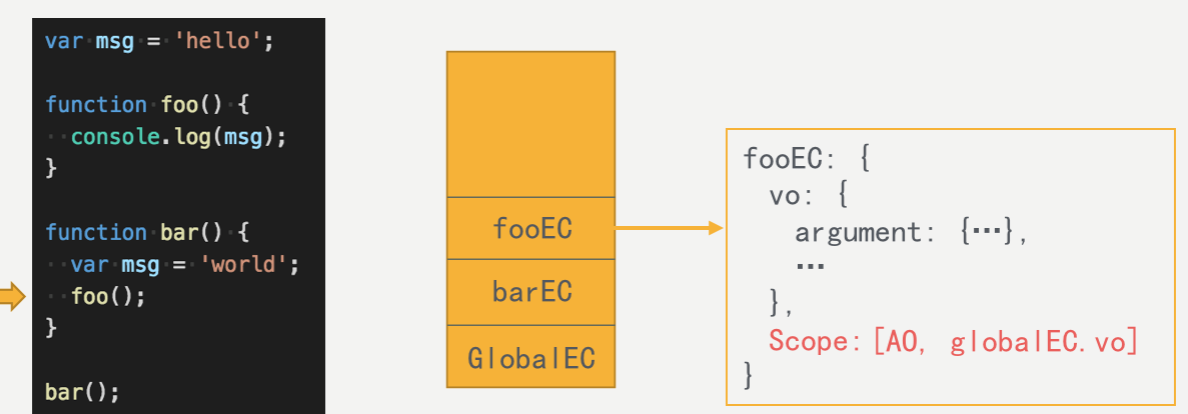 var msg = 'hello';
function foo() {
console.log(msg);
}
function bar() {
var msg = 'world';
foo();
}
bar();
fooEC
barEC
GlobalEC
fooEC: {
vo: {
argument: {…},
…
},
Scope:[AO, globalEC.vo]
}